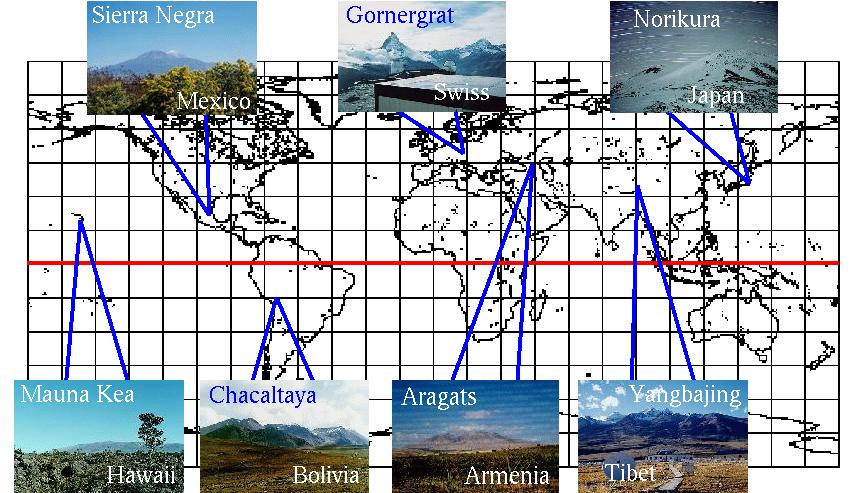 Sierra Negra
Mexico
Gornergrat
Swiss
Norikura
Japan
Mauna Kea
Hawaii
Chacaltaya
Bolivia
Aragats
Armenia
Yangbajing
Tibet